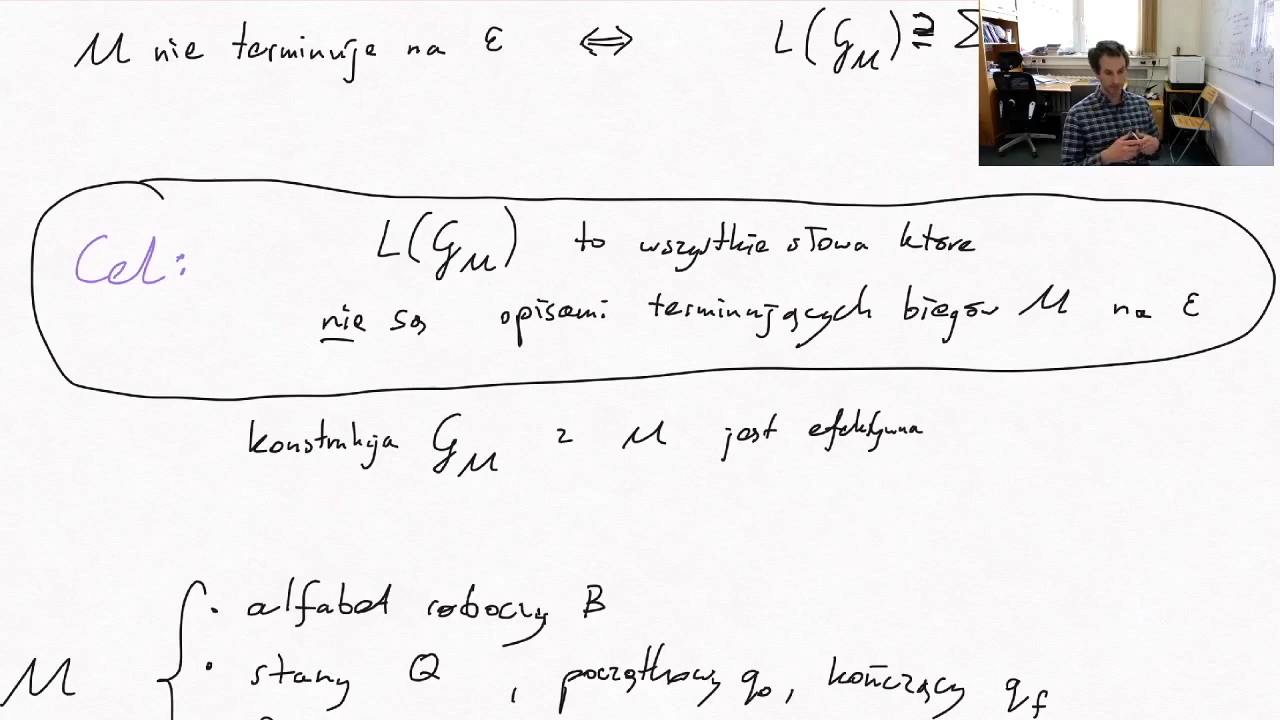 M nie terminuje na ε ⇔ L(G_M) ⊇ Σ
Cel: L(G_M) to wszystkie słowa które
nie są opisami terminujących biegów M na ε
konstrukcja G_M z M jest efektywna
M { • alfabet roboczy B
• stany Q , początkowy q₀, kończący q_f